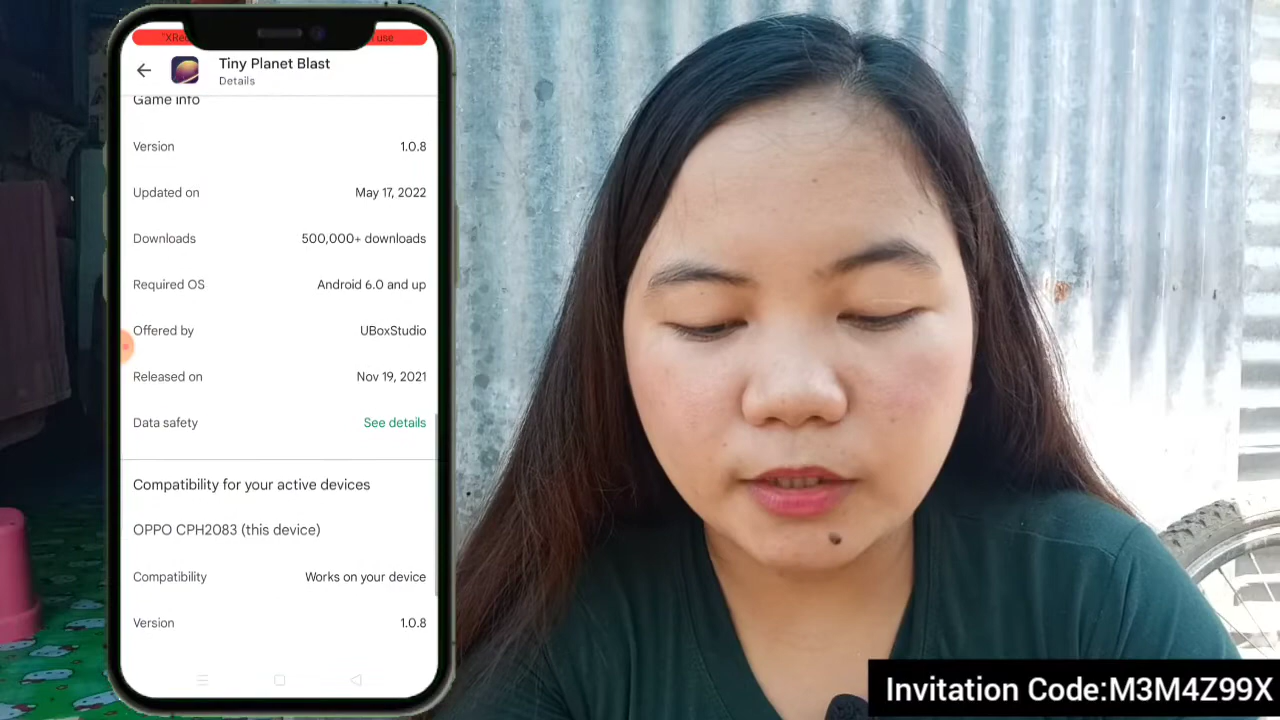 "XRec
use
Tiny Planet Blast
Details
Game info
Version 1.0.8
Updated on May 17, 2022
Downloads 500,000+ downloads
Required OS Android 6.0 and up
Offered by UBoxStudio
Released on Nov 19, 2021
Data safety See details
Compatibility for your active devices
OPPO CPH2083 (this device)
Compatibility Works on your device
Version 1.0.8
Invitation Code:M3M4Z99X